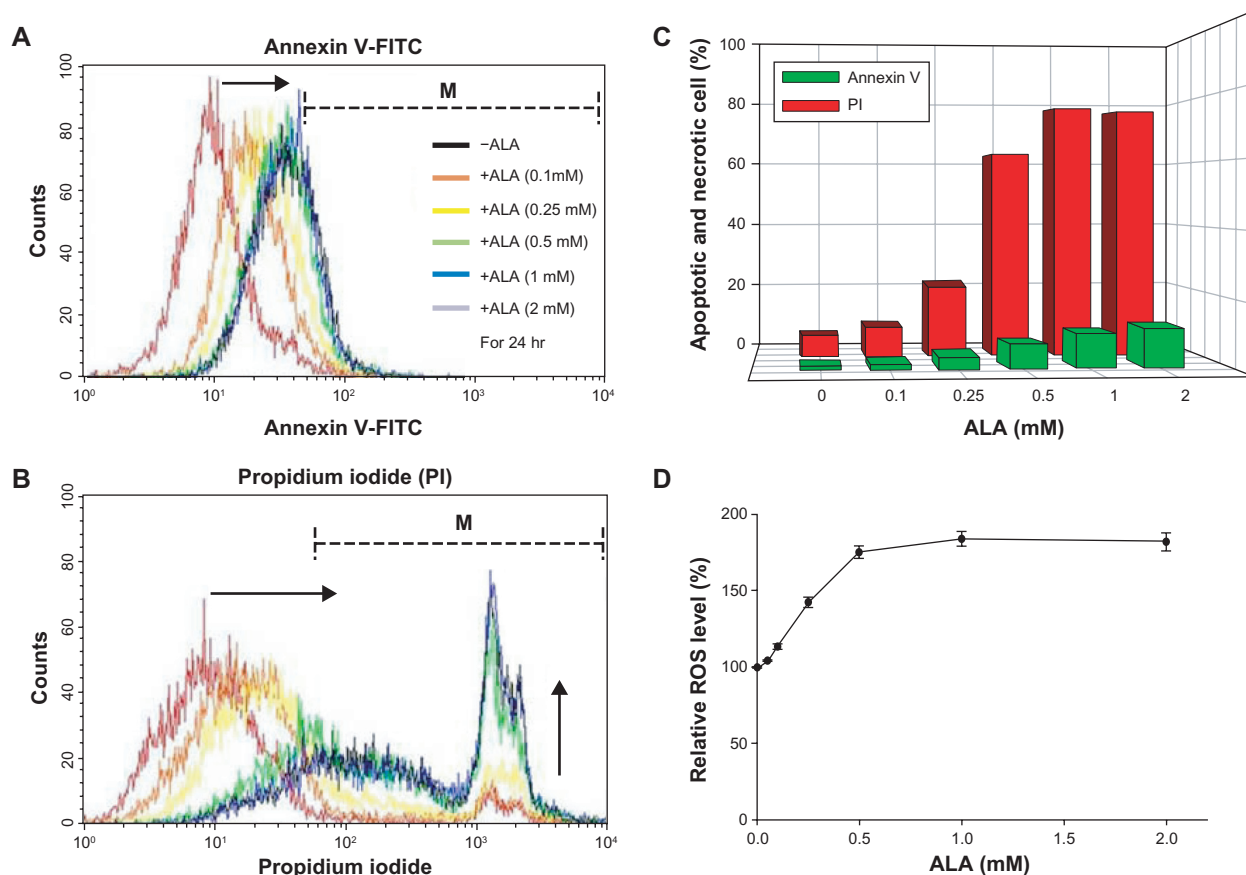 A
Annexin V-FITC
100
80
60
40
20
0
Counts
M
−ALA
+ALA (0.1mM)
+ALA (0.25 mM)
+ALA (0.5 mM)
+ALA (1 mM)
+ALA (2 mM)
For 24 hr
10⁰ 10¹ 10² 10³ 10⁴
Annexin V-FITC
B
Propidium iodide (PI)
100
80
60
40
20
0
Counts
M
10⁰ 10¹ 10² 10³ 10⁴
Propidium iodide
C
Apoptotic and necrotic cell (%)
100
80
60
40
20
0
Annexin V
PI
0 0.1 0.25 0.5 1 2
ALA (mM)
D
Relative ROS level (%)
200
150
100
50
0
0.0 0.5 1.0 1.5 2.0
ALA (mM)